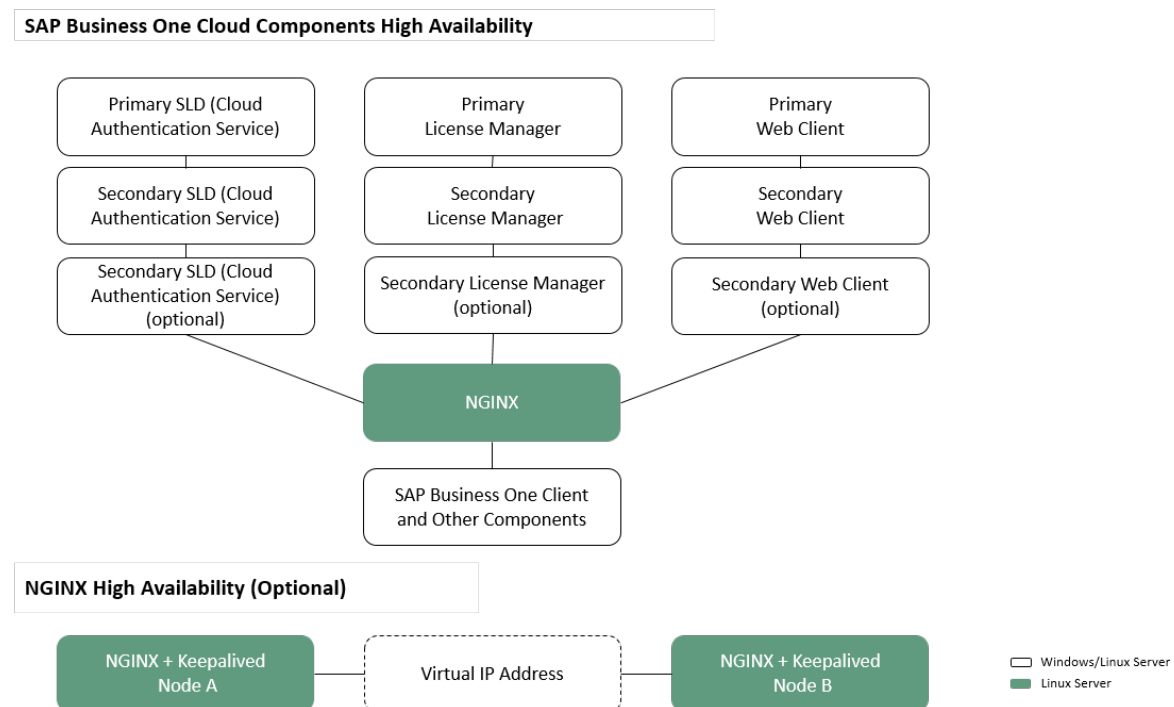 SAP Business One Cloud Components High Availability
Primary SLD (Cloud
Authentication Service)
Primary
License Manager
Primary
Web Client
Secondary SLD (Cloud
Authentication Service)
Secondary
License Manager
Secondary
Web Client
Secondary SLD (Cloud
Authentication Service)
(optional)
Secondary License Manager
(optional)
Secondary Web Client
(optional)
NGINX
SAP Business One Client
and Other Components
NGINX High Availability (Optional)
NGINX + Keepalived
Node A
Virtual IP Address
NGINX + Keepalived
Node B
Windows/Linux Server
Linux Server